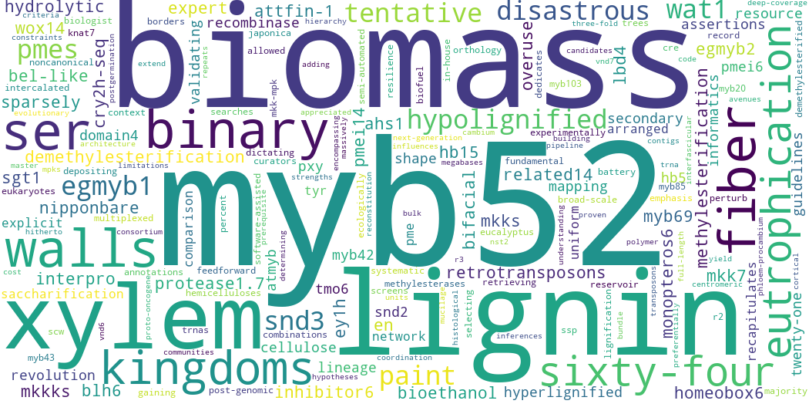 hydrolytic
expert
tentative
disastrous
wat1
deep-coverage
criteria
hierarchy
attfin-1
resource
biologist
biomass
three-fold
trees
wox14
borders
recombinase
assertions
constraints
knat7
japonica
allowed
candidates
record
pmes
cry2h-seq
postgermination
validating
repeats
semi-automated
resilience
in-house
biofuel
adding
overuse
orthology
cre
code
egmyb2
noncanonical
extend
vnd7
lbd4
myb103
dedicates
pmei6
bel-like
intercalated
context
searches
mkk-mpk
encompassing
massively
appreciated
myb20
avenues
demethylesterified
sparsely
evolutionary
ser
binary
ahs1
hypolignified
secondary
domain4
architecture
dictating
pmei14
next-generation
cambium
experimentally
arranged
interfascicular
methylesterification
informatics
eutrophication
guidelines
demethylesterification
curators
influences
building
pipeline
contigs
fiber
master
mpks
depositing
limitations
pxy
shape
hb15
related14
trna
hb5
sgt1
eukaryotes
egmyb1
strengths
tyr
fundamental
battery
megabases
mapping
myb85
emphasis
perturb
nipponbare
software-assisted
prerequisite
percent
comparison
myb52
ecologically
reconstitution
bulk
pme
bifacial
mkks
broad-scale
myb69
explicit
multiplexed
eucalyptus
proven
hitherto
consortium
feedforward
atmyb
determining
myb42
nst2
polymer
understanding
uniform
monopteros6
full-length
yield
phloem-procambium
walls
interpro
systematic
methylesterases
r3
retrotransposons
mkk7
cost
annotations
protease1.7
tmo6
screens
units
retrieving
reservoir
centromeric
transposons
twenty-one
cortical
saccharification
proto-oncogene
hemicelluloses
xylem
trnas
snd3
combinations
ey1h
snd2
en
network
mucilage
histological
selecting
lignin
ssp
lignification
bundle
preferentially
r2
recapitulates
scw
vnd6
cellulose
inferences
myb43
communities
kingdoms
lineage
coordination
sixty-four
revolution
hypotheses
paint
mkkks
blh6
post-genomic
gaining
inhibitor6
bioethanol
hyperlignified
homeobox6
majority